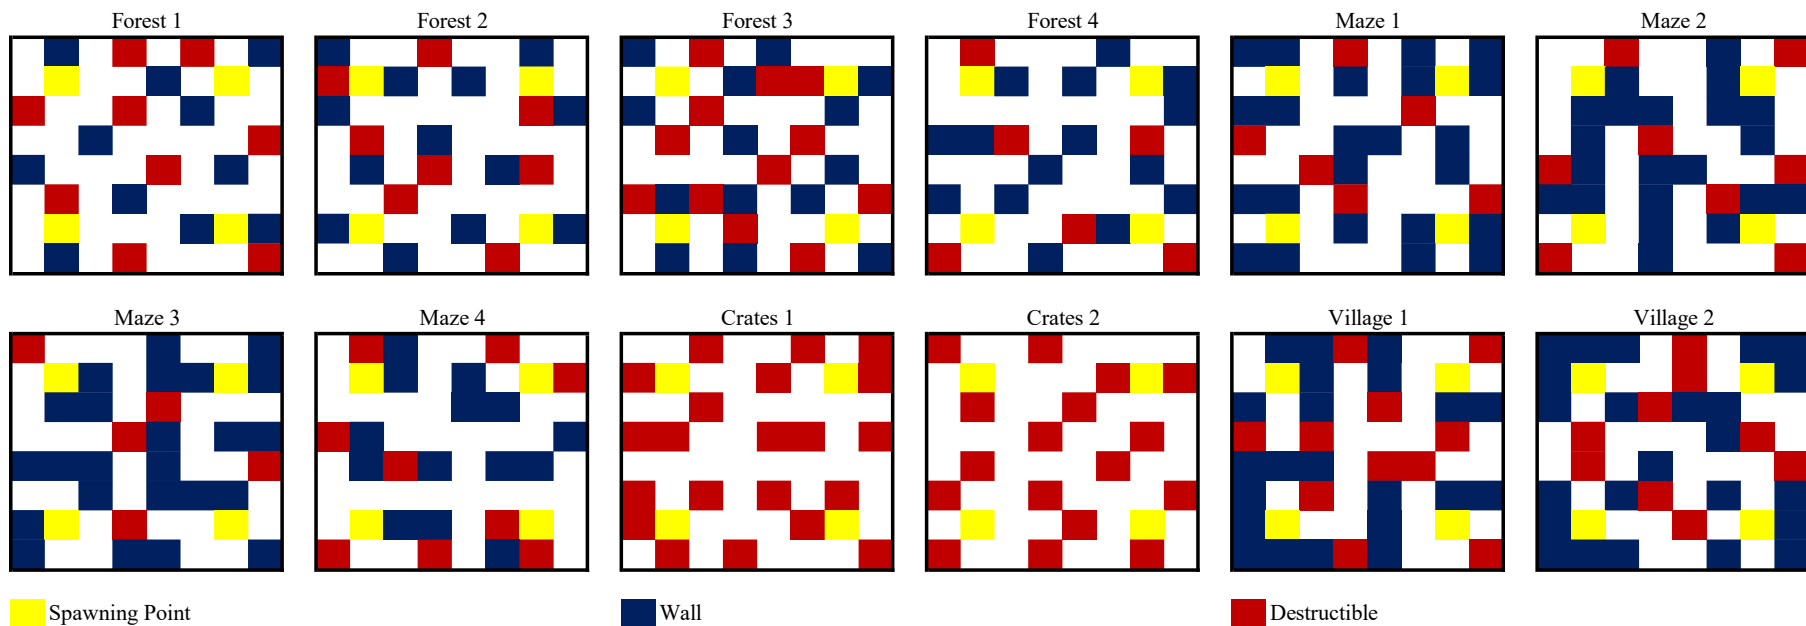 Forest 1 Forest 2 Forest 3 Forest 4 Maze 1 Maze 2
Maze 3 Maze 4 Crates 1 Crates 2 Village 1 Village 2
Spawning Point Wall Destructible